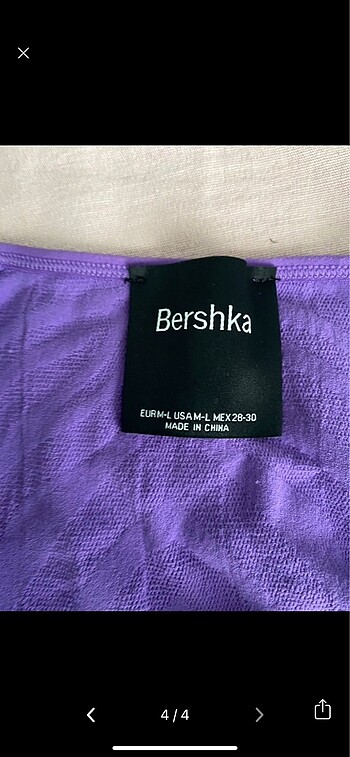 Bershka
EUR M-L USA M-L MEX 28-30
MADE IN CHINA
4 / 4